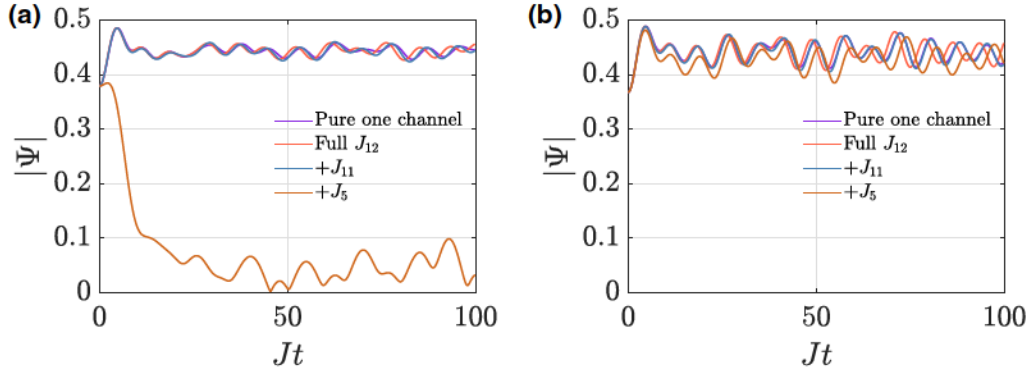 (a)
0.5
0.4
0.3
0.2
0.1
0
|Ψ|
Pure one channel
Full J₁₂
+J₁₁
+J₅
0
50
100
Jt
(b)
0.5
0.4
0.3
0.2
0.1
0
|Ψ|
Pure one channel
Full J₁₂
+J₁₁
+J₅
0
50
100
Jt